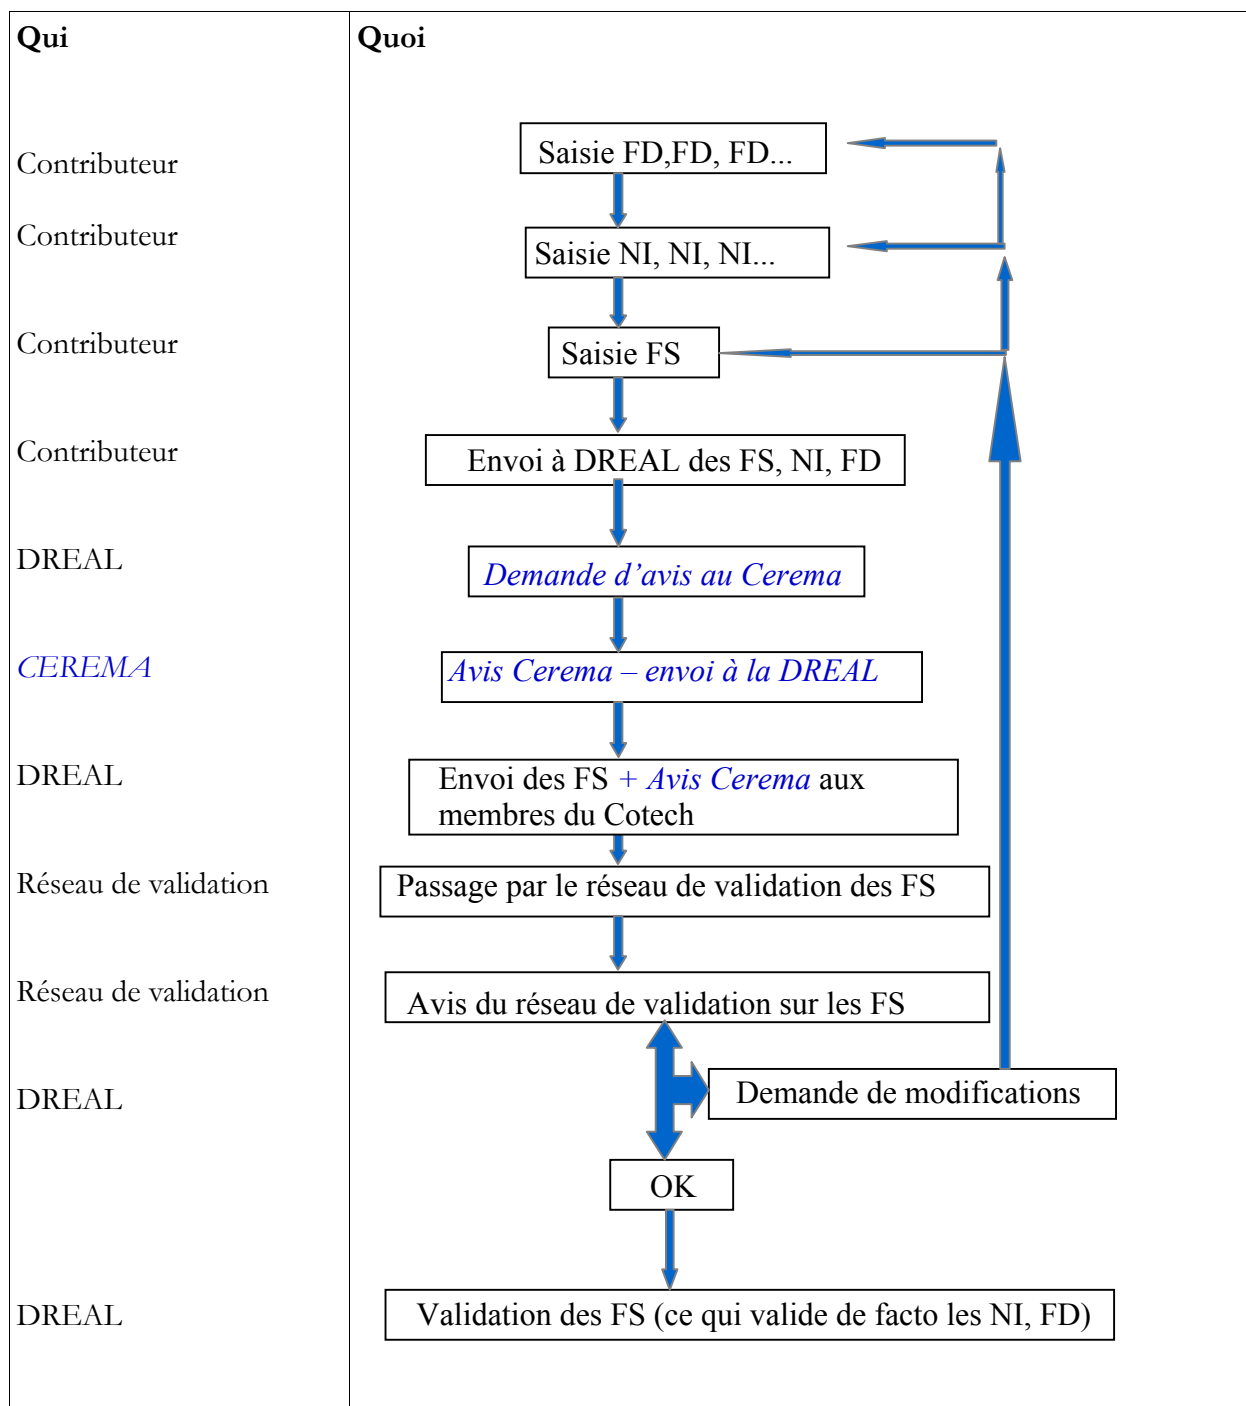 Qui
Quoi
Contributeur
Saisie FD,FD, FD...
Contributeur
Saisie NI, NI, NI...
Contributeur
Saisie FS
Contributeur
Envoi à DREAL des FS, NI, FD
DREAL
Demande d’avis au Cerema
CEREMA
Avis Cerema – envoi à la DREAL
DREAL
Envoi des FS + Avis Cerema aux
membres du Cotech
Réseau de validation
Passage par le réseau de validation des FS
Réseau de validation
Avis du réseau de validation sur les FS
DREAL
Demande de modifications
OK
DREAL
Validation des FS (ce qui valide de facto les NI, FD)